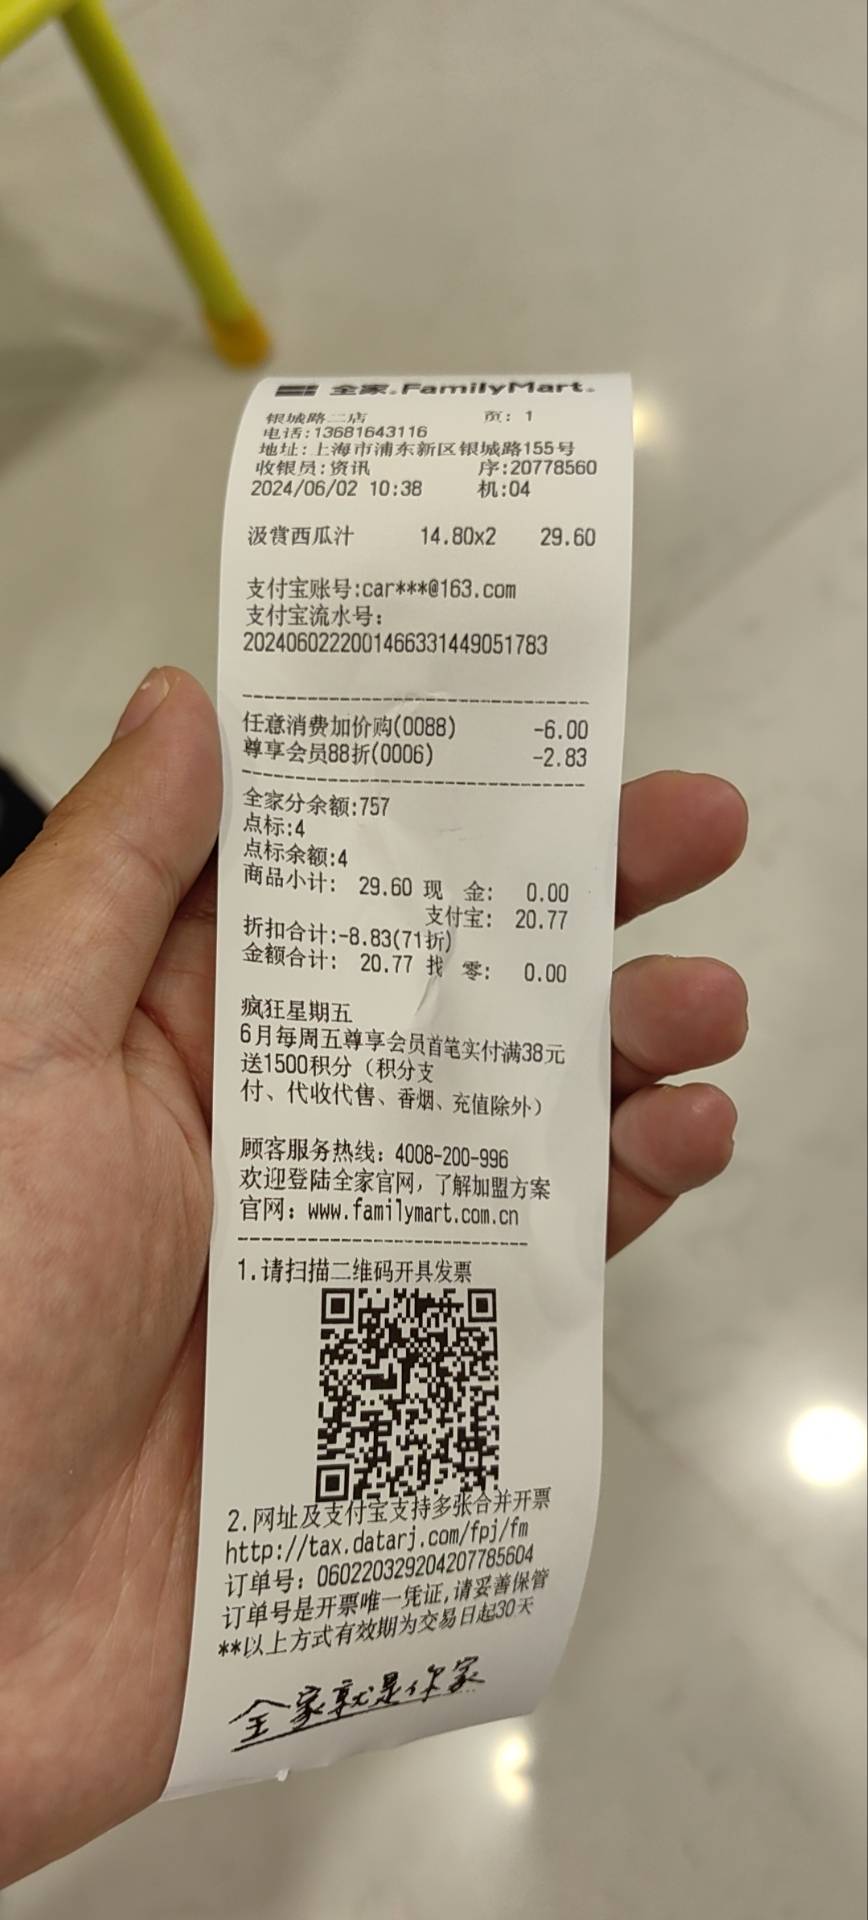 全家。FamilyMart。
银城路二店 页: 1
电话:13681643116
地址:上海市浦东新区银城路155号
收银员:资讯 序:20778560
2024/06/02 10:38 机:04
汲賞西瓜汁 14.80x2 29.60
支付宝账号:car***@163.com
支付宝流水号:
2024060222001466331449051783
任意消费加价购(0088) -6.00
尊享会员88折(0006) -2.83
全家分余额:757
点标:4
点标余额:4
商品小计: 29.60 现 金: 0.00
支付宝: 20.77
折扣合计:-8.83(71折)
金额合计: 20.77 找 零: 0.00
疯狂星期五
6月每周五尊享会员首笔实付满38元
送1500积分（积分支
付、代收代售、香烟、充值除外）
顾客服务热线: 4008-200-996
欢迎登陆全家官网,了解加盟方案
官网: www.familymart.com.cn
1.请扫描二维码开具发票
2.网址及支付宝支持多张合并开票
http://tax.datarj.com/fpj/fm
订单号: 060220329204207785604
订单号是开票唯一凭证,请妥善保管
**以上方式有效期为交易日起30天
全家就是你家